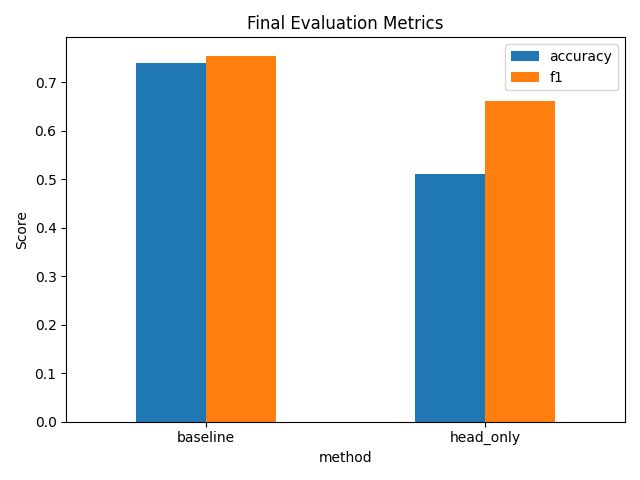 Final Evaluation Metrics
accuracy
f1
Score
0.7
0.6
0.5
0.4
0.3
0.2
0.1
0.0
baseline
head_only
method